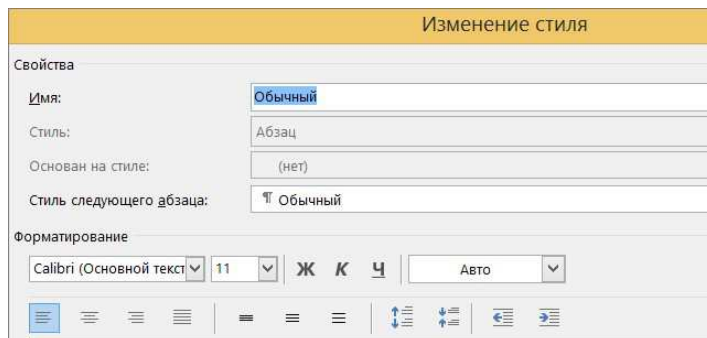 Изменение стиля
Свойства
Имя: Обычный
Стиль: Абзац
Основан на стиле: (нет)
Стиль следующего абзаца: ¶ Обычный
Форматирование
Calibri (Основной текст 11 Ж К Ч Авто